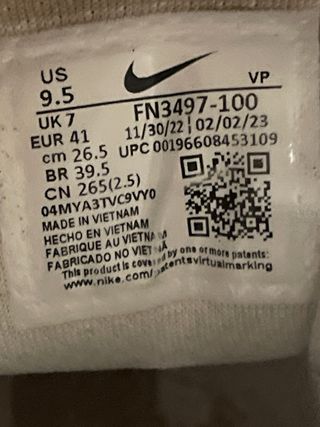 US
9.5
VP
UK 7
FN3497-100
EUR 41
11/30/22 | 02/02/23
cm 26.5
UPC 00196608453109
BR 39.5
CN 265(2.5)
04MYA3TVC9VY0
MADE IN VIETNAM
HECHO EN VIETNAM
FABRIQUE AU VIETNAM
FABRICADO NO VIETNÃ
This product is covered by one or more patents:
www.nike.com/patentsvirtualmarking